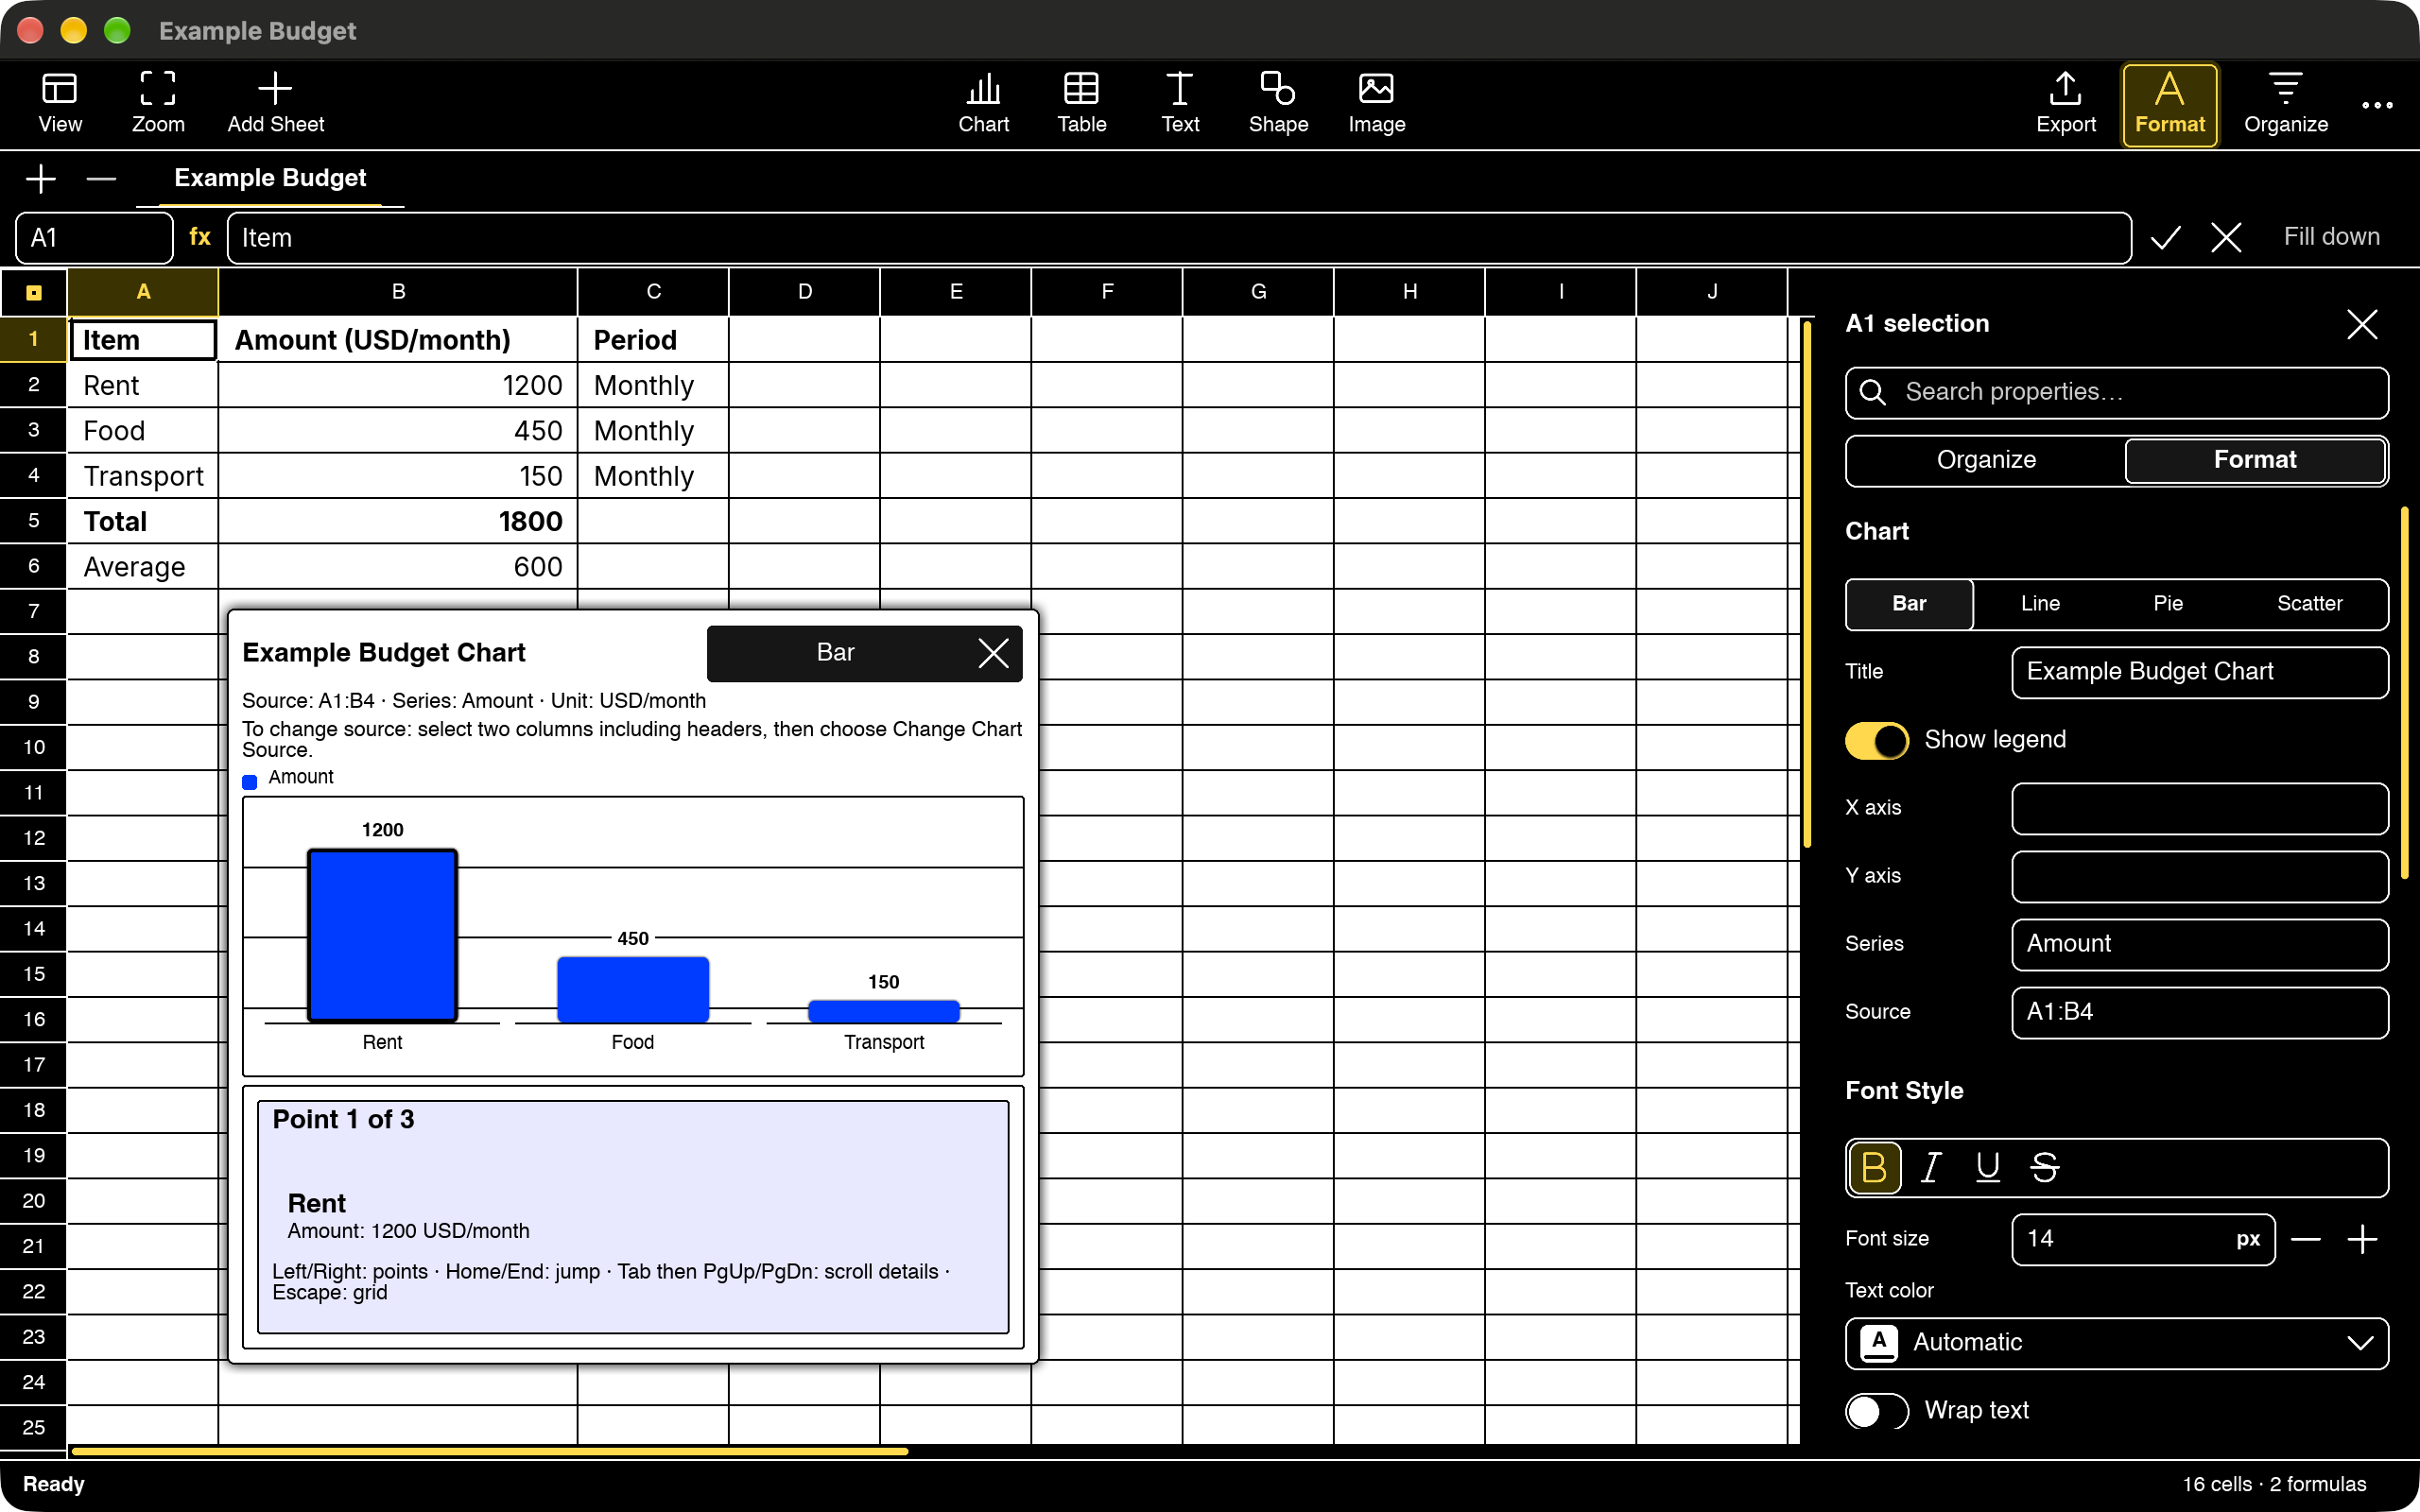 Example Budget
View
Zoom
Add Sheet
Chart
Table
Text
Shape
Image
Export
Format
Organize
Example Budget
A1
fx
Item
Fill down
A B C D E F G H I J
1 Item Amount (USD/month) Period
2 Rent 1200 Monthly
3 Food 450 Monthly
4 Transport 150 Monthly
5 Total 1800
6 Average 600
7
8
9
10
11
12
13
14
15
16
17
18
19
20
21
22
23
24
25
Example Budget Chart
Bar
Source: A1:B4 · Series: Amount · Unit: USD/month
To change source: select two columns including headers, then choose Change Chart
Source.
Amount
1200
450
150
Rent
Food
Transport
Point 1 of 3
Rent
Amount: 1200 USD/month
Left/Right: points · Home/End: jump · Tab then PgUp/PgDn: scroll details ·
Escape: grid
A1 selection
Search properties…
Organize
Format
Chart
Bar
Line
Pie
Scatter
Title
Example Budget Chart
Show legend
X axis
Y axis
Series
Amount
Source
A1:B4
Font Style
B I U S
Font size
14
px
Text color
A
Automatic
Wrap text
Ready
16 cells · 2 formulas